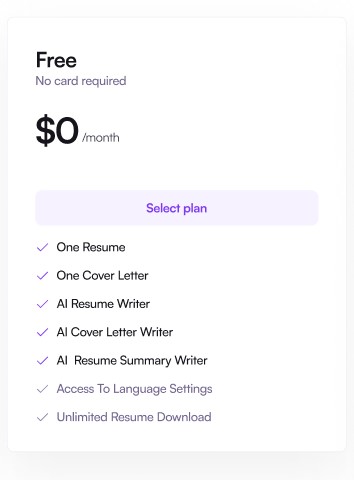 Free
No card required
$0 /month
Select plan
One Resume
One Cover Letter
AI Resume Writer
AI Cover Letter Writer
AI  Resume Summary Writer
Access To Language Settings
Unlimited Resume Download